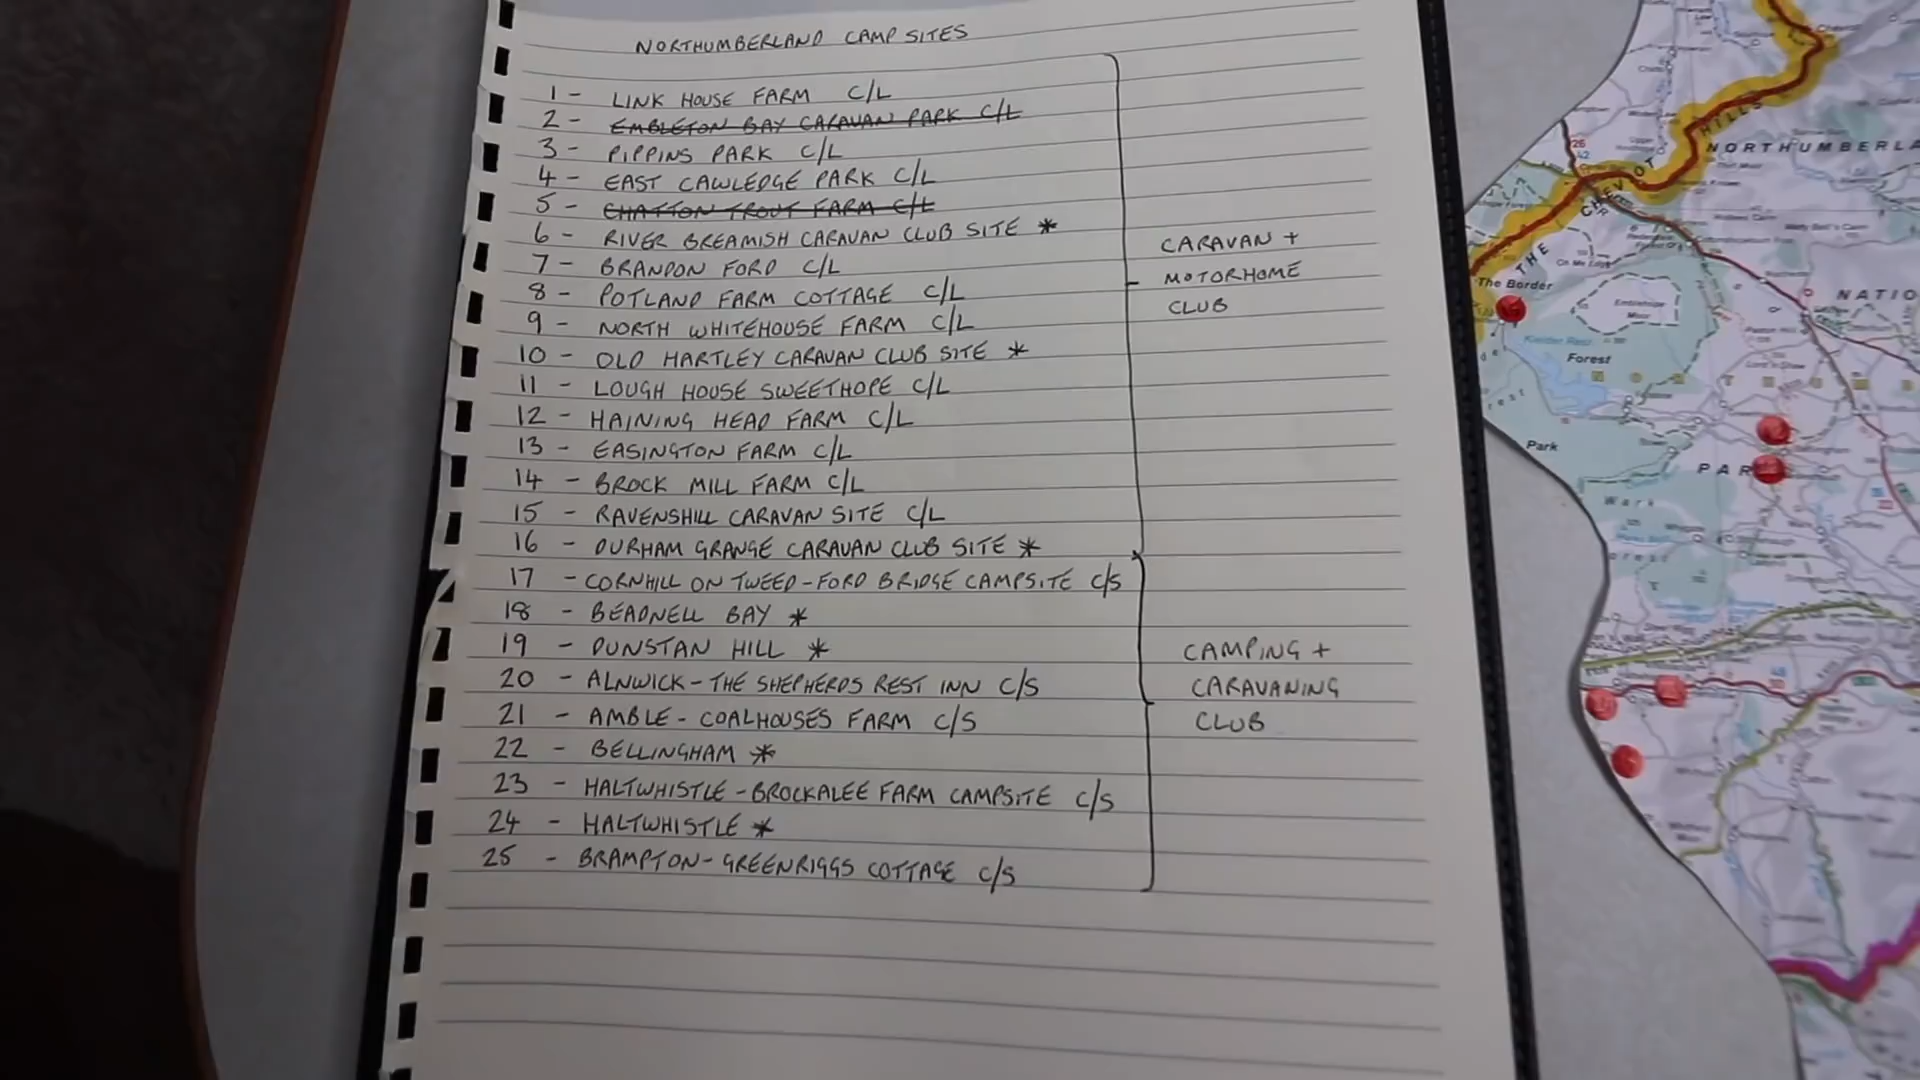 NORTHUMBERLAND CAMP SITES
1 - LINK HOUSE FARM C/L
2 - EMBLETON BAY CARAVAN PARK C/L
3 - PIPPINS PARK C/L
4 - EAST CAWLEDGE PARK C/L
5 - CHATTON TROUT FARM C/L
6 - RIVER BREAMISH CARAVAN CLUB SITE *
7 - BRANDON FORD C/L
8 - POTLAND FARM COTTAGE C/L
9 - NORTH WHITEHOUSE FARM C/L
10 - OLD HARTLEY CARAVAN CLUB SITE *
11 - LOUGH HOUSE SWEETHOPE C/L
12 - HAINING HEAD FARM C/L
13 - EASINGTON FARM C/L
14 - BROCK MILL FARM C/L
15 - RAVENSHILL CARAVAN SITE C/L
16 - DURHAM GRANGE CARAVAN CLUB SITE *
CARAVAN +
MOTORHOME
CLUB
17 - CORNHILL ON TWEED - FORD BRIDGE CAMPSITE C/S
18 - BEADNELL BAY *
19 - DUNSTAN HILL *
20 - ALNWICK - THE SHEPHERDS REST INN C/S
21 - AMBLE - COALHOUSES FARM C/S
22 - BELLINGHAM *
23 - HALTWHISTLE - BROCKALEE FARM CAMPSITE C/S
24 - HALTWHISTLE *
25 - BRAMPTON - GREENRIGGS COTTAGE C/S
CAMPING +
CARAVANING
CLUB
NORTHUMBERLA
THE CHEVIOT HILLS
The Border
NATIO
Forest
Park
PAR